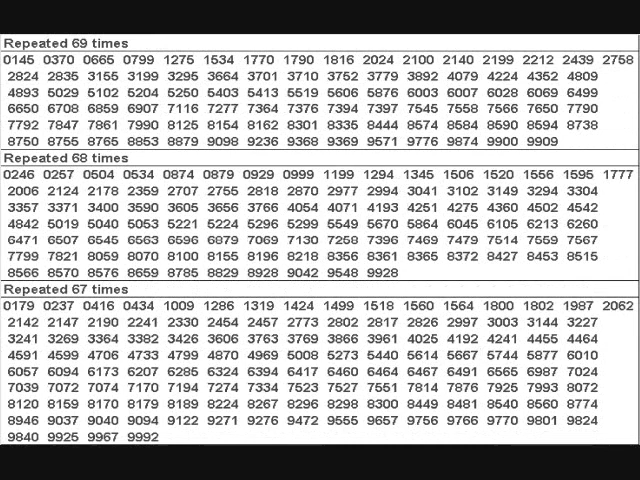 Repeated 69 times
0145 0370 0665 0799 1275 1534 1770 1790 1816 2024 2100 2140 2199 2212 2439 2758
2824 2835 3155 3199 3295 3664 3701 3710 3752 3779 3892 4079 4224 4352 4809
4893 5029 5102 5204 5250 5403 5413 5519 5606 5876 6003 6007 6028 6069 6499
6650 6708 6859 6907 7116 7277 7364 7376 7394 7397 7545 7558 7566 7650 7790
7792 7847 7861 7990 8125 8154 8162 8301 8335 8444 8574 8584 8590 8594 8738
8750 8755 8765 8853 8879 9098 9236 9368 9369 9571 9776 9874 9900 9909
Repeated 68 times
0246 0257 0504 0534 0874 0879 0929 0999 1199 1294 1345 1506 1520 1556 1595 1777
2006 2124 2178 2359 2707 2755 2818 2870 2977 2994 3041 3102 3149 3294 3304
3357 3371 3400 3590 3605 3656 3766 4054 4071 4193 4251 4275 4360 4502 4542
4842 5019 5040 5053 5221 5224 5296 5299 5549 5670 5864 6045 6105 6213 6260
6471 6507 6545 6563 6596 6879 7069 7130 7258 7396 7469 7479 7514 7559 7567
7799 7821 8059 8070 8100 8155 8196 8218 8356 8361 8365 8372 8427 8453 8515
8566 8570 8576 8659 8785 8829 8928 9042 9548 9928
Repeated 67 times
0179 0237 0416 0434 1009 1286 1319 1424 1499 1518 1560 1564 1800 1802 1987 2062
2142 2147 2190 2241 2330 2454 2457 2773 2802 2817 2826 2997 3003 3144 3227
3241 3269 3364 3382 3426 3606 3763 3769 3866 3961 4025 4192 4241 4455 4464
4591 4599 4706 4733 4799 4870 4969 5008 5273 5440 5614 5667 5744 5877 6010
6057 6094 6173 6207 6285 6324 6394 6417 6460 6464 6467 6491 6565 6987 7024
7039 7072 7074 7170 7194 7274 7334 7523 7527 7551 7814 7876 7925 7993 8072
8120 8159 8170 8179 8189 8224 8267 8296 8298 8300 8449 8481 8540 8560 8774
8946 9037 9040 9094 9122 9271 9276 9472 9555 9657 9756 9766 9770 9801 9824
9840 9925 9967 9992